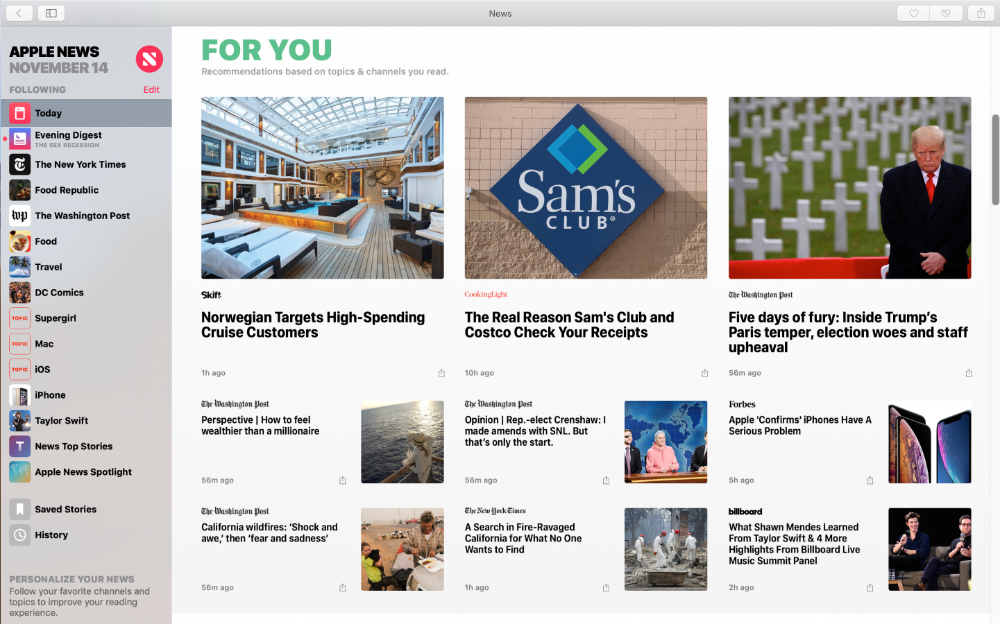 News
APPLE NEWS
NOVEMBER 14
FOLLOWING
Edit
Today
Evening Digest
THE SEX RECESSION
The New York Times
Food Republic
wp
The Washington Post
Food
Travel
DC Comics
TOPIC
Supergirl
TOPIC
Mac
TOPIC
iOS
iPhone
Taylor Swift
T
News Top Stories
Apple News Spotlight
Saved Stories
History
PERSONALIZE YOUR NEWS
Follow your favorite channels and
topics to improve your reading
experience.
FOR YOU
Recommendations based on topics & channels you read.
Skift
Norwegian Targets High-Spending
Cruise Customers
1h ago
Sam's
CLUB®
CookingLight
The Real Reason Sam's Club and
Costco Check Your Receipts
10h ago
The Washington Post
Five days of fury: Inside Trump’s
Paris temper, election woes and staff
upheaval
56m ago
The Washington Post
Perspective | How to feel
wealthier than a millionaire
56m ago
The Washington Post
Opinion | Rep.-elect Crenshaw: I
made amends with SNL. But
that’s only the start.
56m ago
Forbes
Apple 'Confirms' iPhones Have A
Serious Problem
5h ago
The Washington Post
California wildfires: ‘Shock and
awe,’ then ‘fear and sadness’
56m ago
The New York Times
A Search in Fire-Ravaged
California for What No One
Wants to Find
1h ago
billboard
What Shawn Mendes Learned
From Taylor Swift & 4 More
Highlights From Billboard Live
Music Summit Panel
2h ago